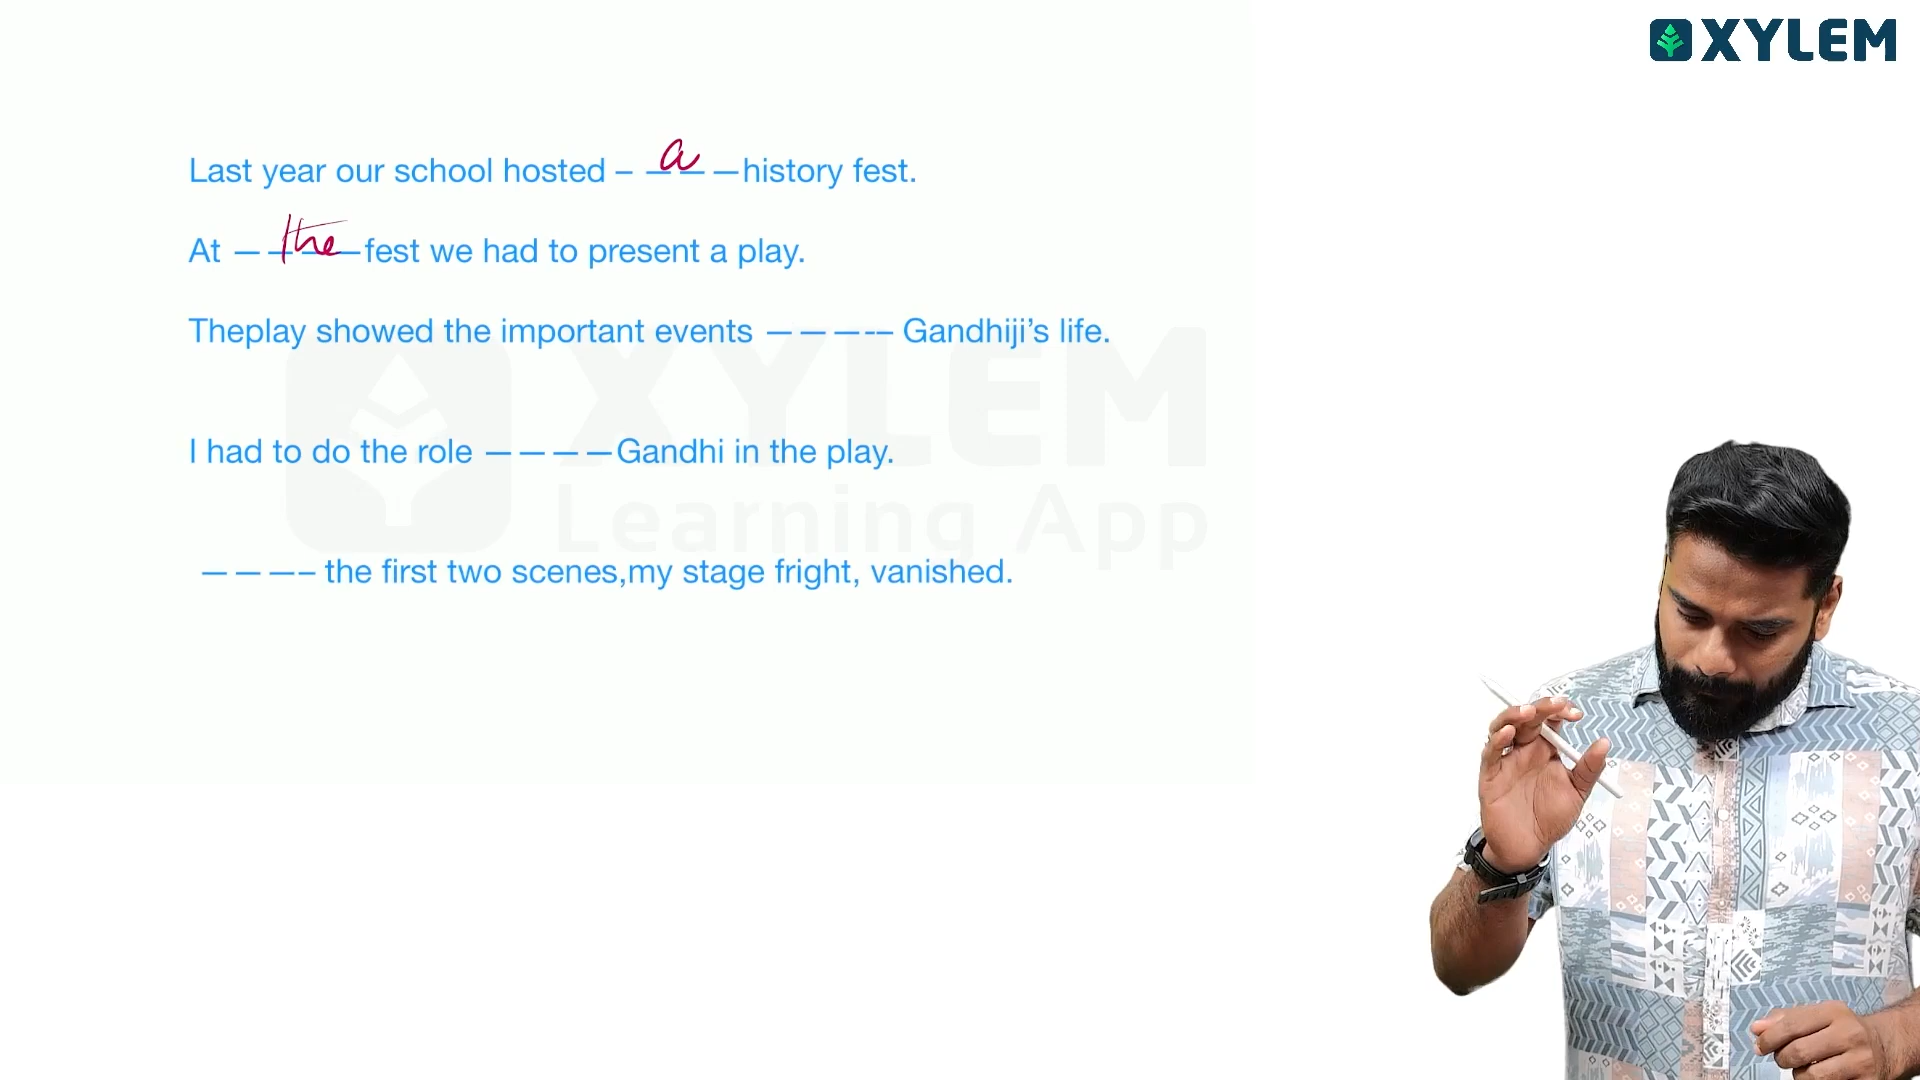 XYLEM
Last year our school hosted – — a — —history fest.
At — — the — —fest we had to present a play.
Theplay showed the important events — — —-– Gandhiji’s life.
I had to do the role — — — —Gandhi in the play.
— — —– the first two scenes,my stage fright, vanished.
XYLEM
Learning App